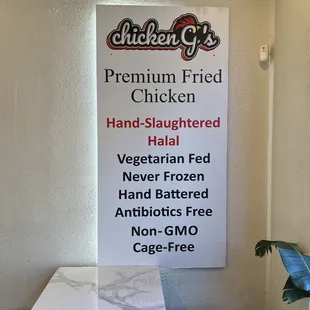 chicken G's
Premium Fried
Chicken
Hand-Slaughtered
Halal
Vegetarian Fed
Never Frozen
Hand Battered
Antibiotics Free
Non-GMO
Cage-Free